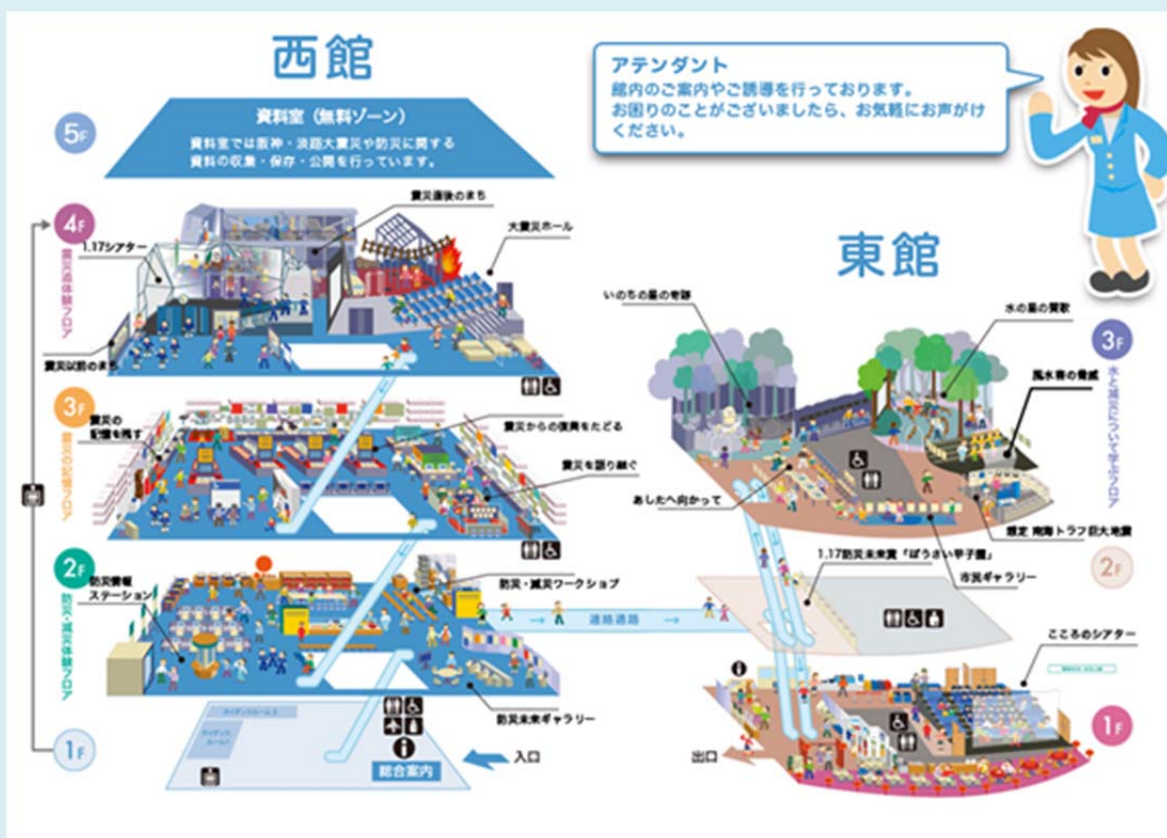 西館
アテンダント
館内のご案内やご誘導を行っております。
お困りのことがございましたら、お気軽にお声がけ
ください。
5F
資料室（無料ゾーン）
資料室では阪神・淡路大震災や防災に関する
資料の収集・保存・公開を行っています。
4F
震災追体験フロア
震災直後のまち
1.17シアター
大震災ホール
震災以前のまち
東館
いのちの星の奇跡
水の星の賛歌
3F
水と減災について学ぶフロア
風水害の脅威
あしたへ向かって
想定 南海トラフ巨大地震
市民ギャラリー
3F
震災の記憶フロア
震災の
記憶を残す
震災からの復興をたどる
震災を語り継ぐ
1.17防災未来賞「ぼうさい甲子園」
2F
2F
防災・減災体験フロア
防災情報
ステーション
防災・減災ワークショップ
連絡通路
防災未来ギャラリー
こころのシアター
1F
ガイダンスルーム
ガイダンス
ルーム
総合案内
入口
出口
1F